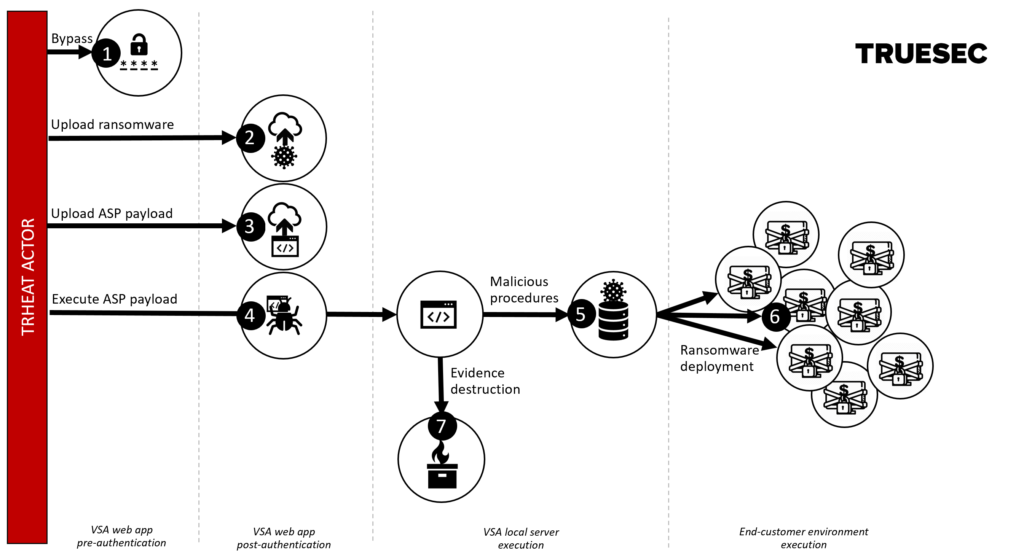 TRUESEC
TRHEAT ACTOR
Bypass
1
* * * *
Upload ransomware
2
Upload ASP payload
3
</>
Execute ASP payload
4
</>
Malicious
procedures
5
Evidence
destruction
7
6
Ransomware
deployment
$
$
$
$
$
$
$
$
VSA web app
pre-authentication
VSA web app
post-authentication
VSA local server
execution
End-customer environment
execution